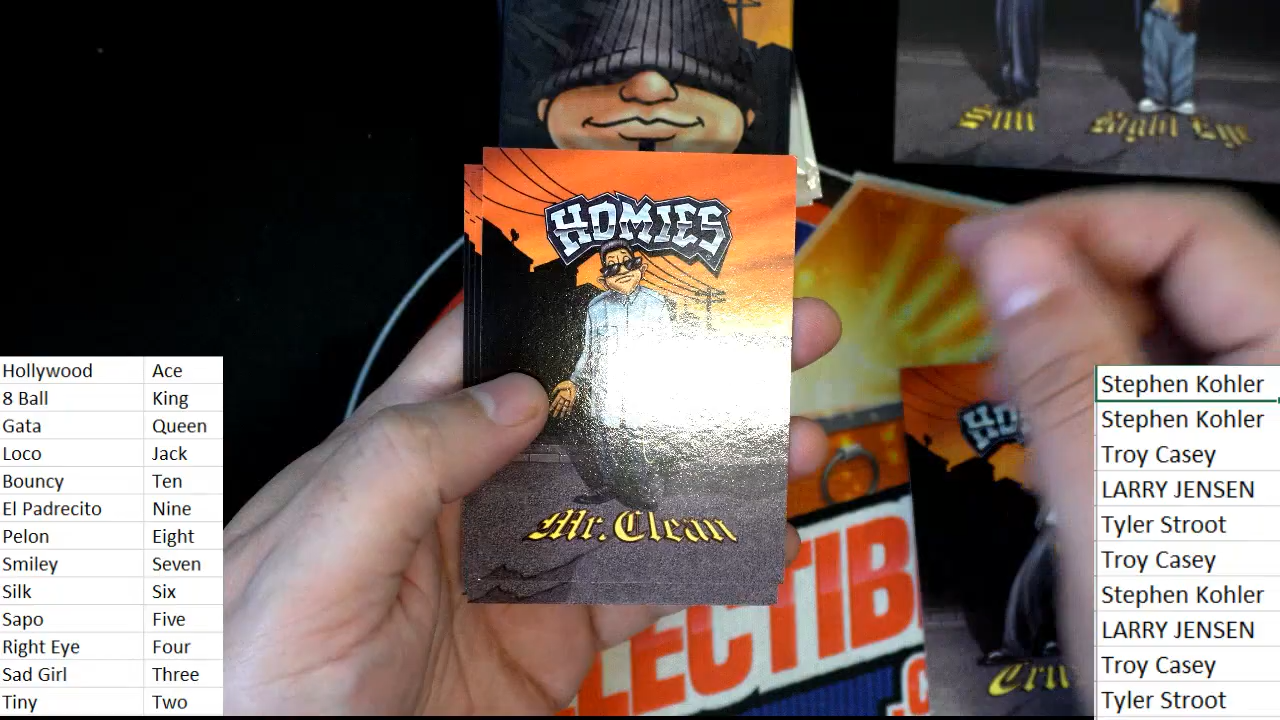 Silk
Right Eye
HOMIES
Mr. Clean
Hollywood Ace
8 Ball King
Gata Queen
Loco Jack
Bouncy Ten
El Padrecito Nine
Pelon Eight
Smiley Seven
Silk Six
Sapo Five
Right Eye Four
Sad Girl Three
Tiny Two
Stephen Kohler
Stephen Kohler
Troy Casey
LARRY JENSEN
Tyler Stroot
Troy Casey
Stephen Kohler
LARRY JENSEN
Troy Casey
Tyler Stroot